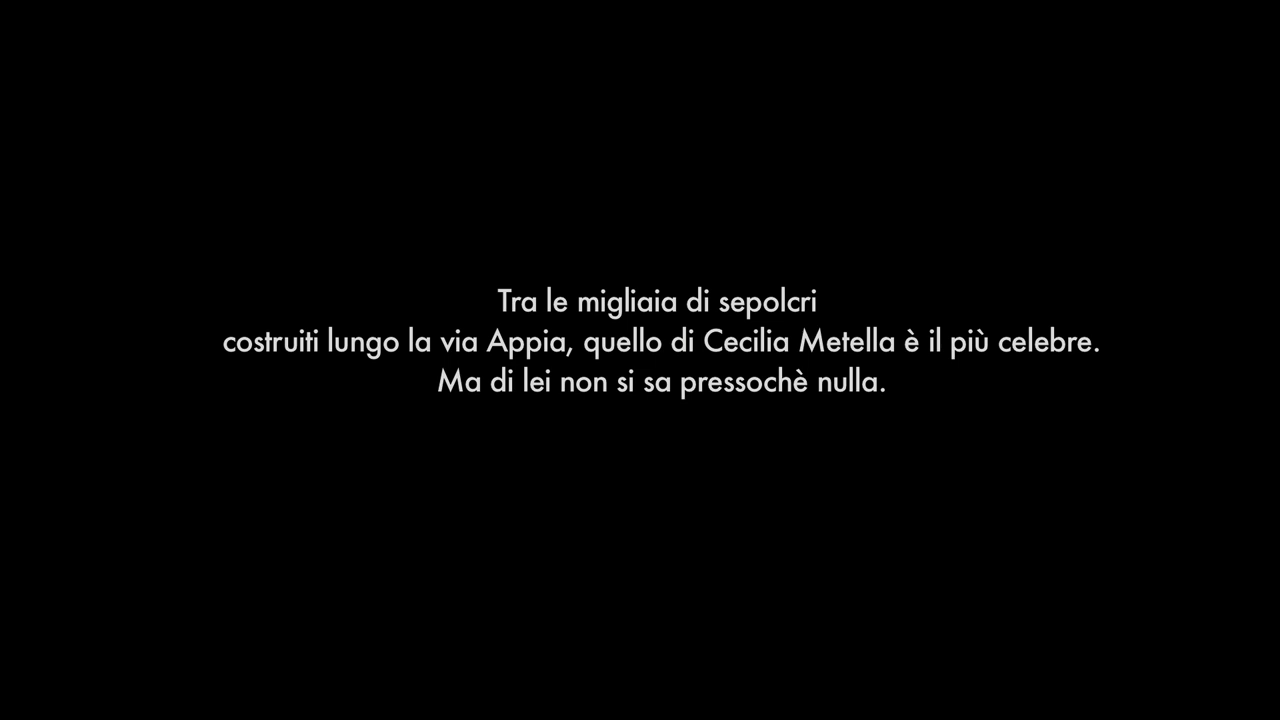 Tra le migliaia di sepolcri
costruiti lungo la via Appia, quello di Cecilia Metella è il più celebre.
Ma di lei non si sa pressochè nulla.